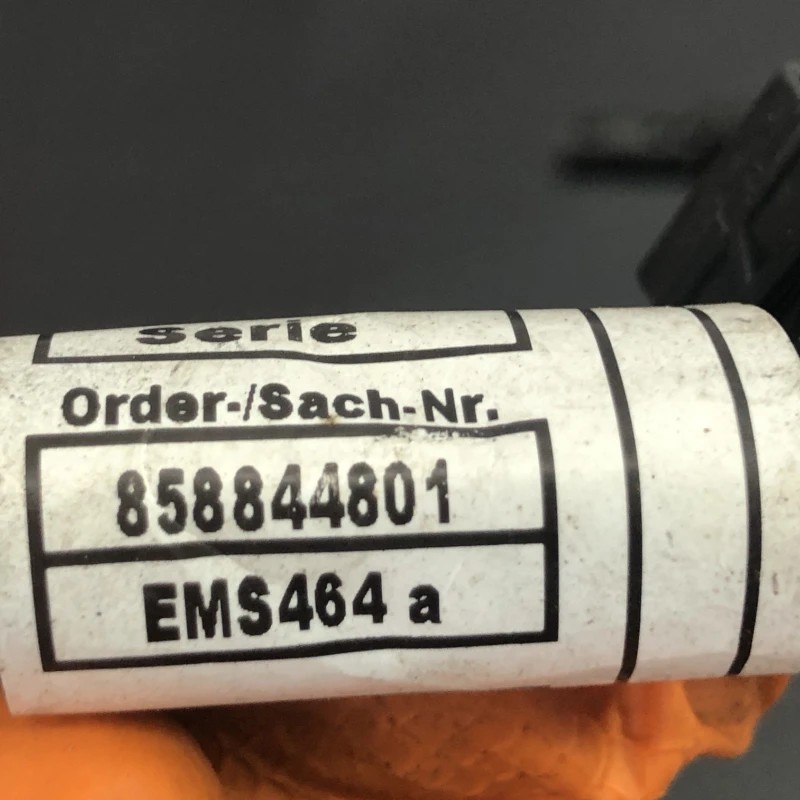 Serie
Order-/Sach-Nr.
858844801
EMS464 a